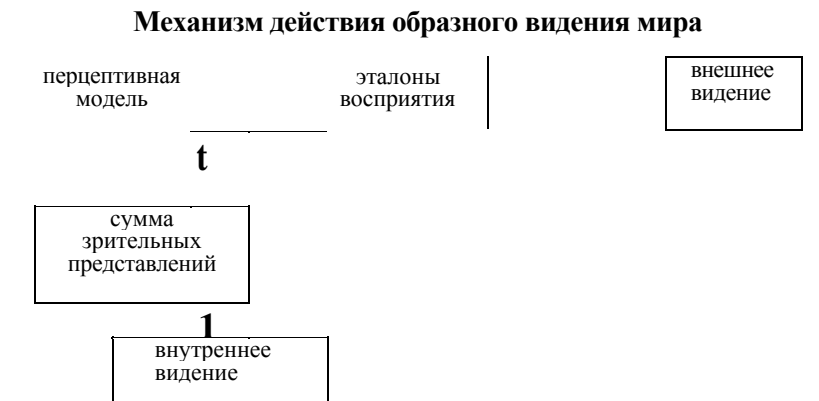 Механизм действия образного видения мира
перцептивная
модель
эталоны
восприятия
внешнее
видение
t
сумма
зрительных
представлений
1
внутреннее
видение